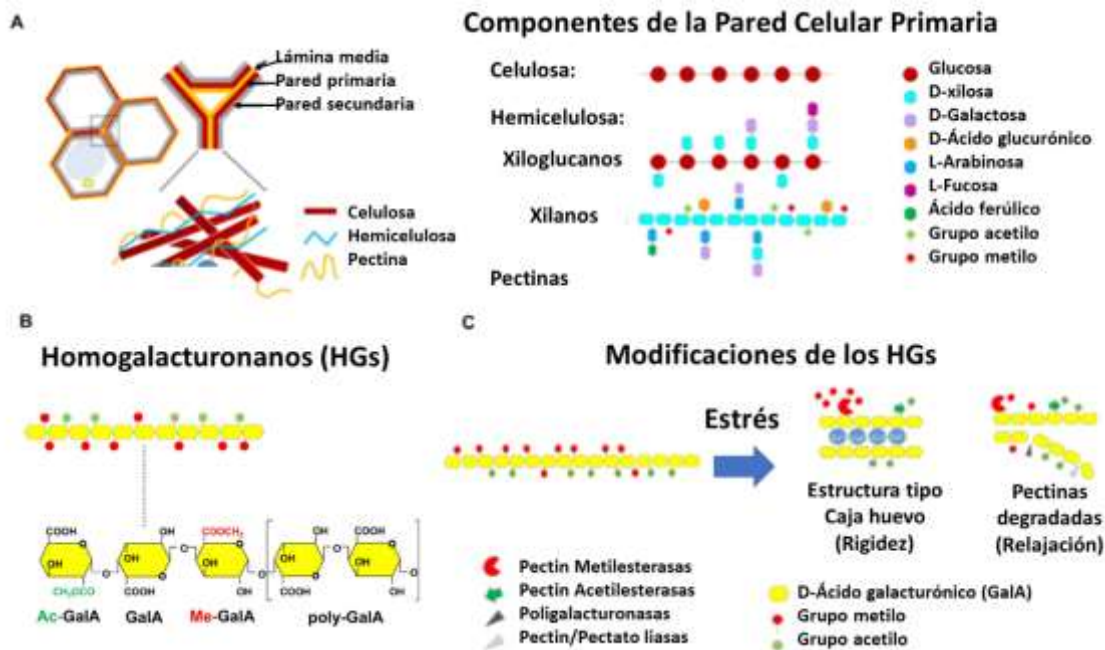 A
Componentes de la Pared Celular Primaria
Lámina media
Pared primaria
Pared secundaria
Celulosa
Hemicelulosa
Pectina
Celulosa:
Hemicelulosa:
Xiloglucanos
Xilanos
Pectinas
Glucosa
D-xilosa
D-Galactosa
D-Ácido glucurónico
L-Arabinosa
L-Fucosa
Ácido ferúlico
Grupo acetilo
Grupo metilo
B
Homogalacturonanos (HGs)
COOH
OH
COOCH3
OH
COOH
OH
OH
OH
OH
OH
O
O
O
O
O
CH3OCO
COOH
OH
COOH
OH
Ac-GalA
GalA
Me-GalA
poly-GalA
C
Modificaciones de los HGs
Estrés
Estructura tipo
Caja huevo
(Rigidez)
Pectinas
degradadas
(Relajación)
Pectin Metilesterasas
Pectin Acetilesterasas
Poligalacturonasas
Pectin/Pectato liasas
D-Ácido galacturónico (GalA)
Grupo metilo
Grupo acetilo